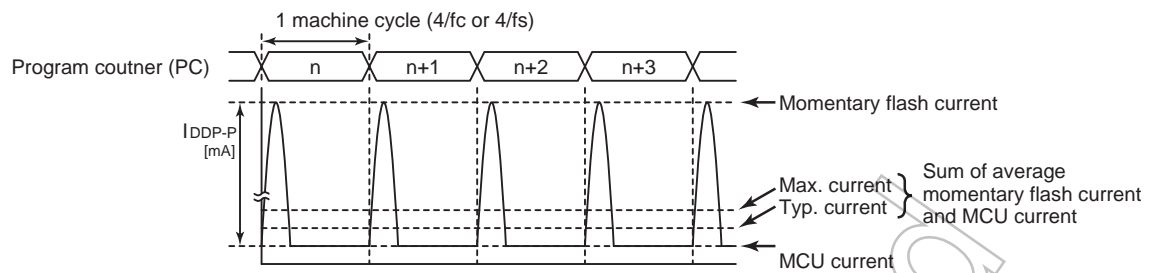 1 machine cycle (4/fc or 4/fs)
Program coutner (PC)
n
n+1
n+2
n+3
Momentary flash current
IDDP-P
[mA]
Max. current
Typ. current
Sum of average
momentary flash current
and MCU current
MCU current